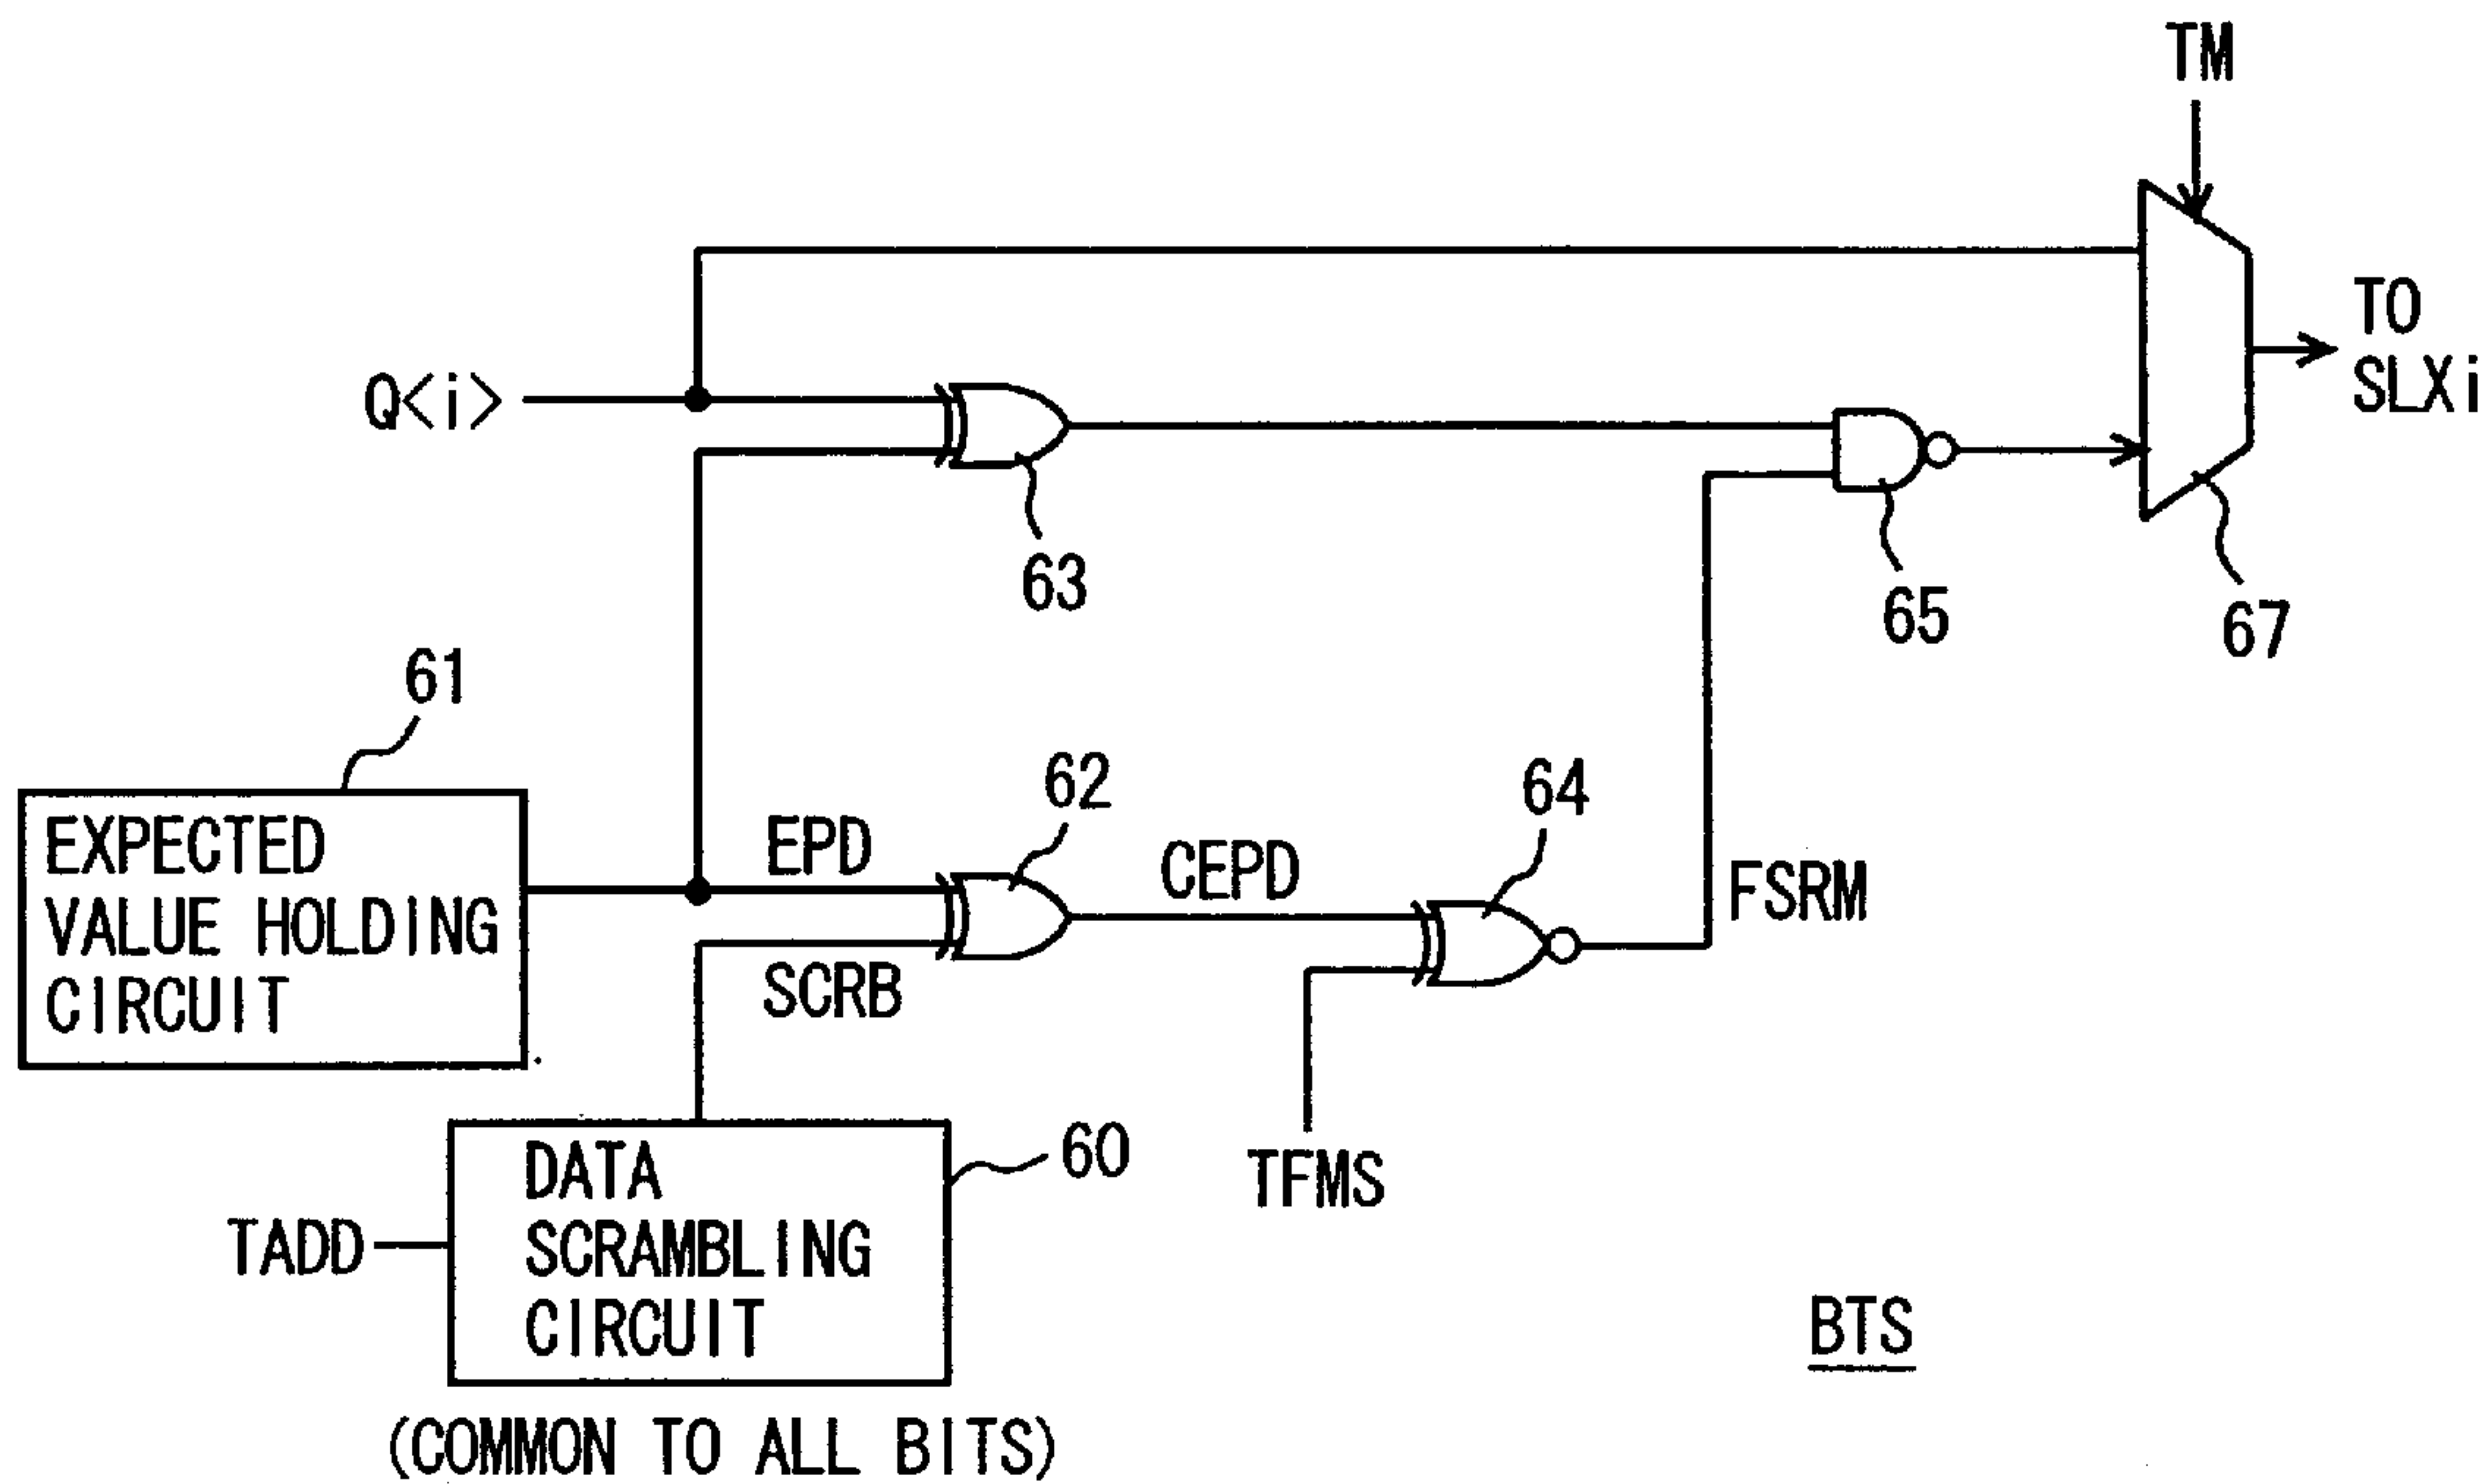 TM
TO
SLXi
Q<i>
63
65
67
61
EXPECTED
VALUE HOLDING
CIRCUIT
EPD
62
CEPD
64
FSRM
SCRB
TFMS
60
DATA
SCRAMBLING
CIRCUIT
TADD
BTS
(COMMON TO ALL BITS)